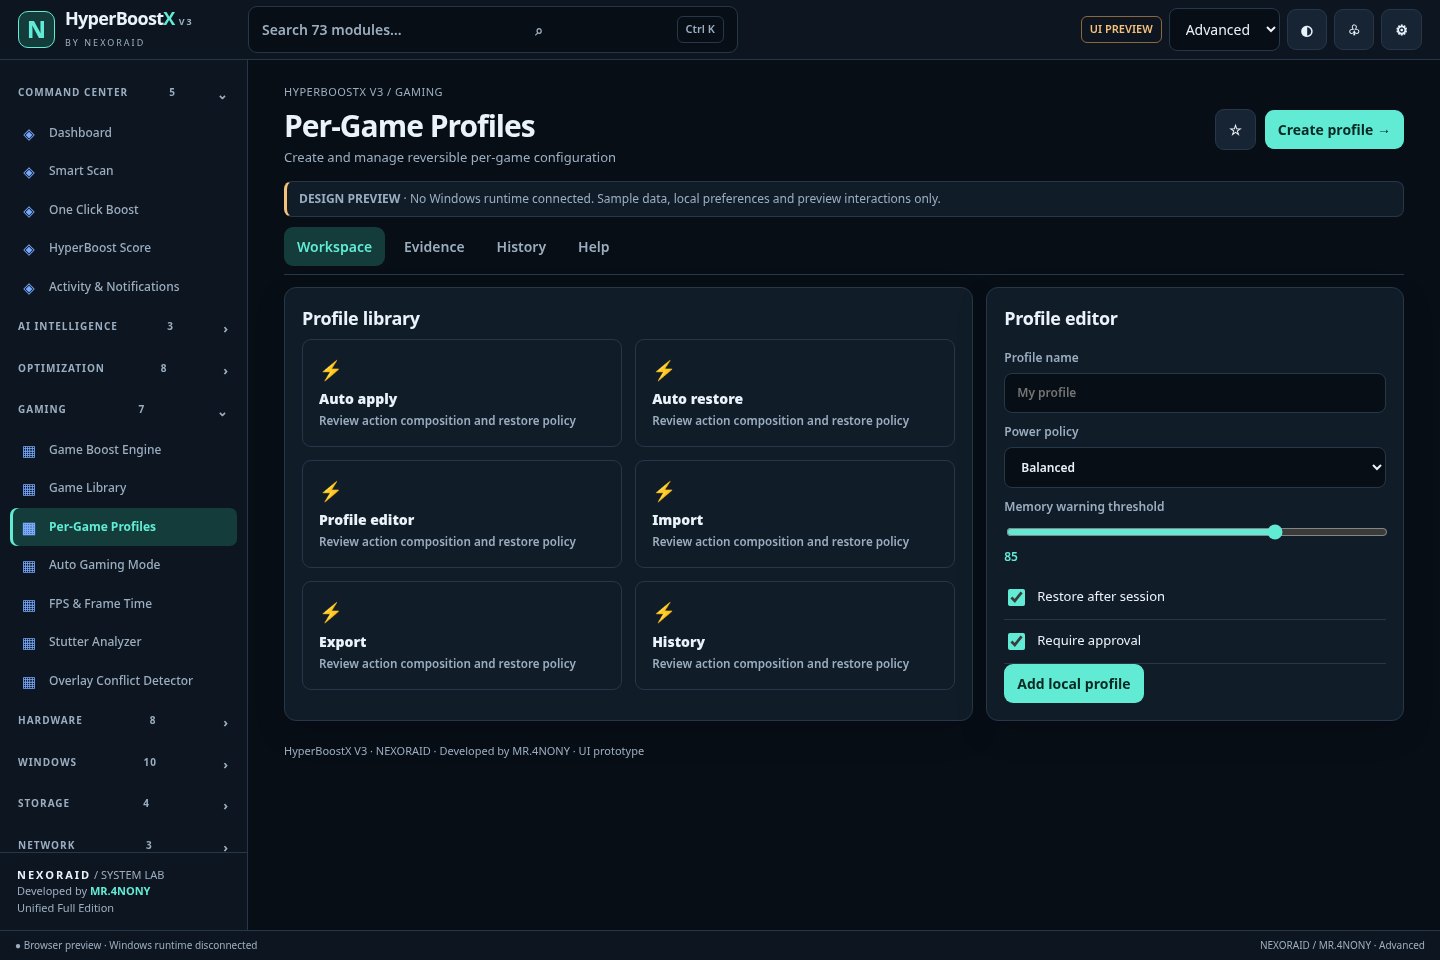 N
HyperBoostX V3
BY NEXORAID
Search 73 modules...
Ctrl K
UI PREVIEW
Advanced
COMMAND CENTER 5
Dashboard
Smart Scan
One Click Boost
HyperBoost Score
Activity & Notifications
AI INTELLIGENCE 3
OPTIMIZATION 8
GAMING 7
Game Boost Engine
Game Library
Per-Game Profiles
Auto Gaming Mode
FPS & Frame Time
Stutter Analyzer
Overlay Conflict Detector
HARDWARE 8
WINDOWS 10
STORAGE 4
NETWORK 3
NEXORAID / SYSTEM LAB
Developed by MR.4NONY
Unified Full Edition
HYPERBOOSTX V3 / GAMING
Per-Game Profiles
Create and manage reversible per-game configuration
Create profile →
DESIGN PREVIEW · No Windows runtime connected. Sample data, local preferences and preview interactions only.
Workspace
Evidence
History
Help
Profile library
Auto apply
Review action composition and restore policy
Auto restore
Review action composition and restore policy
Profile editor
Review action composition and restore policy
Import
Review action composition and restore policy
Export
Review action composition and restore policy
History
Review action composition and restore policy
Profile editor
Profile name
My profile
Power policy
Balanced
Memory warning threshold
85
Restore after session
Require approval
Add local profile
HyperBoostX V3 · NEXORAID · Developed by MR.4NONY · UI prototype
● Browser preview · Windows runtime disconnected
NEXORAID / MR.4NONY · Advanced